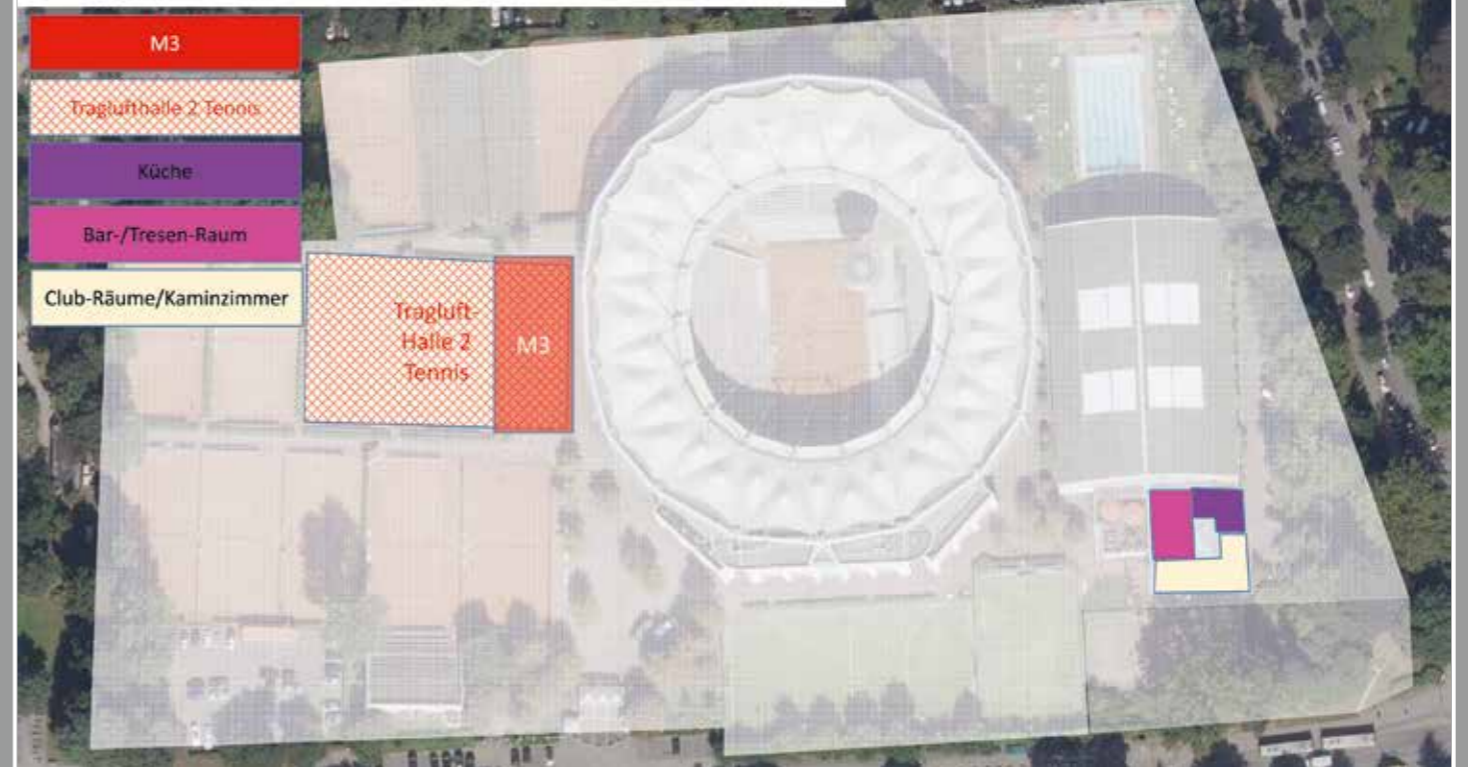 M3
Traglufthalle 2 Tennis
Küche
Bar-/Tresen-Raum
Club-Räume/Kaminzimmer
Tragluft-
Halle 2
Tennis
M3